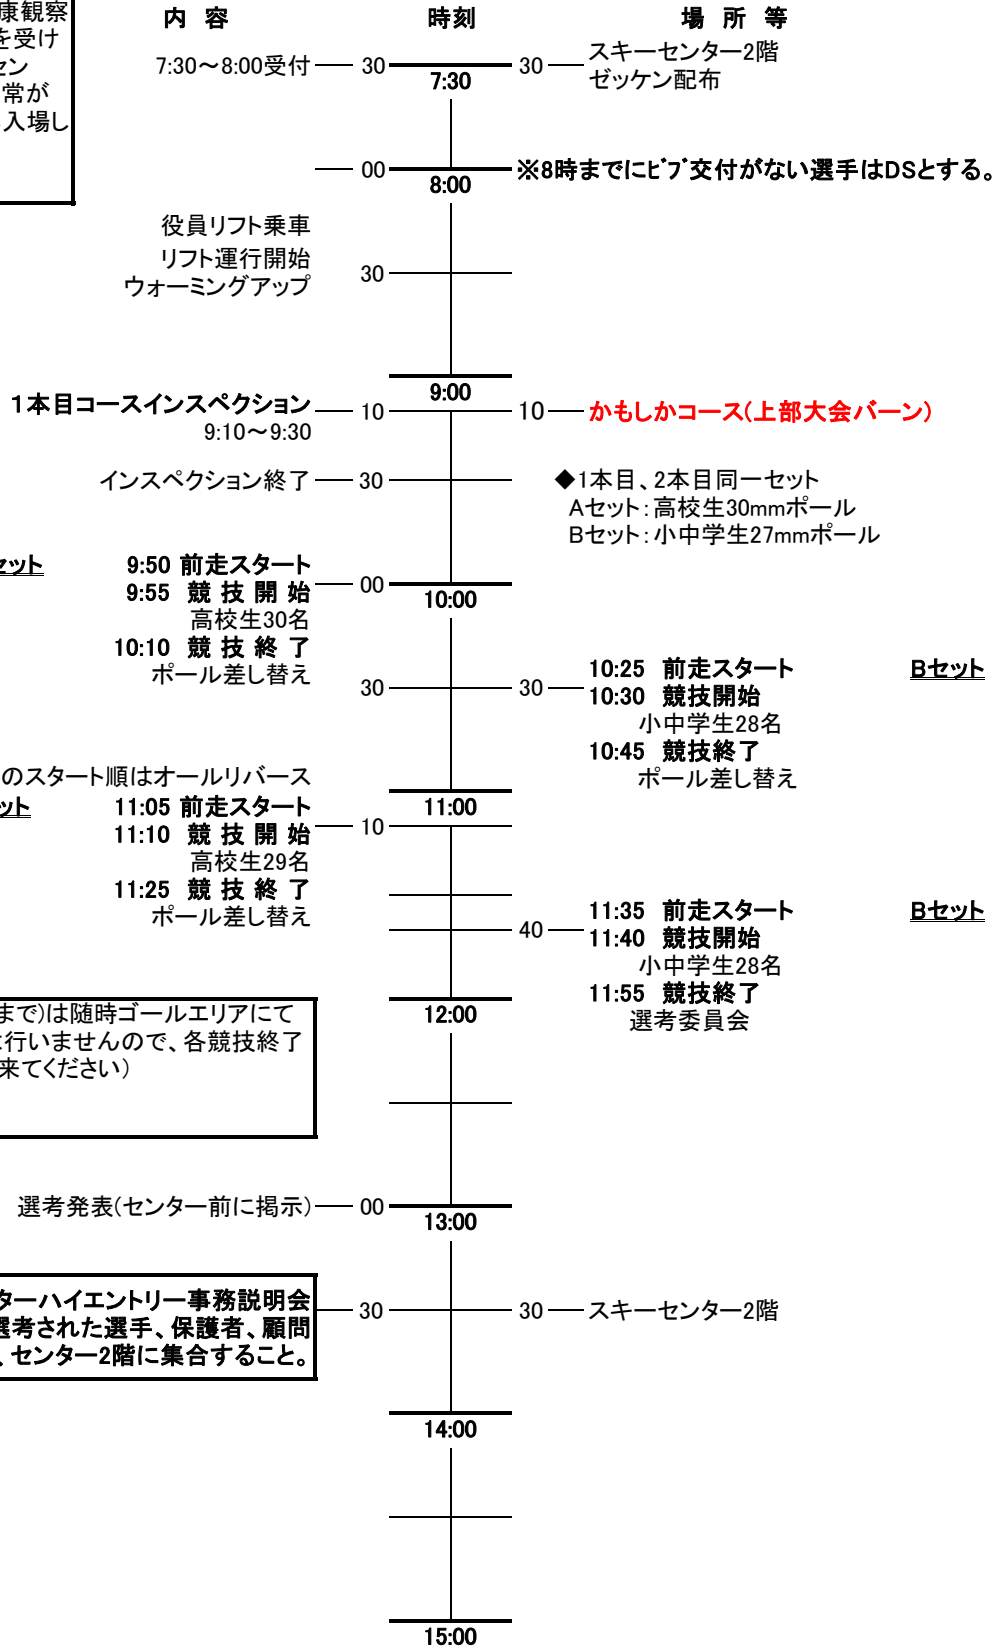 康観察
を受け
セン
常が
入場し
内 容 時刻 場 所 等
7:30～8:00受付 30 7:30 30 スキーセンター2階
ゼッケン配布
00 8:00 ※8時までにﾋﾞﾌﾞ交付がない選手はDSとする。
役員リフト乗車
リフト運行開始
ウォーミングアップ
30
9:00
1本目コースインスペクション 10 10 かもしかコース(上部大会バーン)
9:10～9:30
インスペクション終了 30
◆1本目、2本目同一セット
Aセット：高校生30mmポール
Bセット：小中学生27mmポール
セット 9:50 前走スタート
9:55 競 技 開 始
00 10:00
高校生30名
10:10 競 技 終 了
ポール差し替え
30 30
10:25 前走スタート Bセット
10:30 競技開始
小中学生28名
10:45 競技終了
ポール差し替え
のスタート順はオールリバース
11:00
ット 11:05 前走スタート
11:10 競 技 開 始 10
高校生29名
11:25 競 技 終 了
ポール差し替え
40
11:35 前走スタート Bセット
11:40 競技開始
小中学生28名
11:55 競技終了
選考委員会
12:00
まで)は随時ゴールエリアにて
行いませんので、各競技終了
来てください）
選考発表(センター前に掲示) 00 13:00
ターハイエントリー事務説明会
選考された選手、保護者、顧問
、センター2階に集合すること。
30 30 スキーセンター2階
14:00
15:00